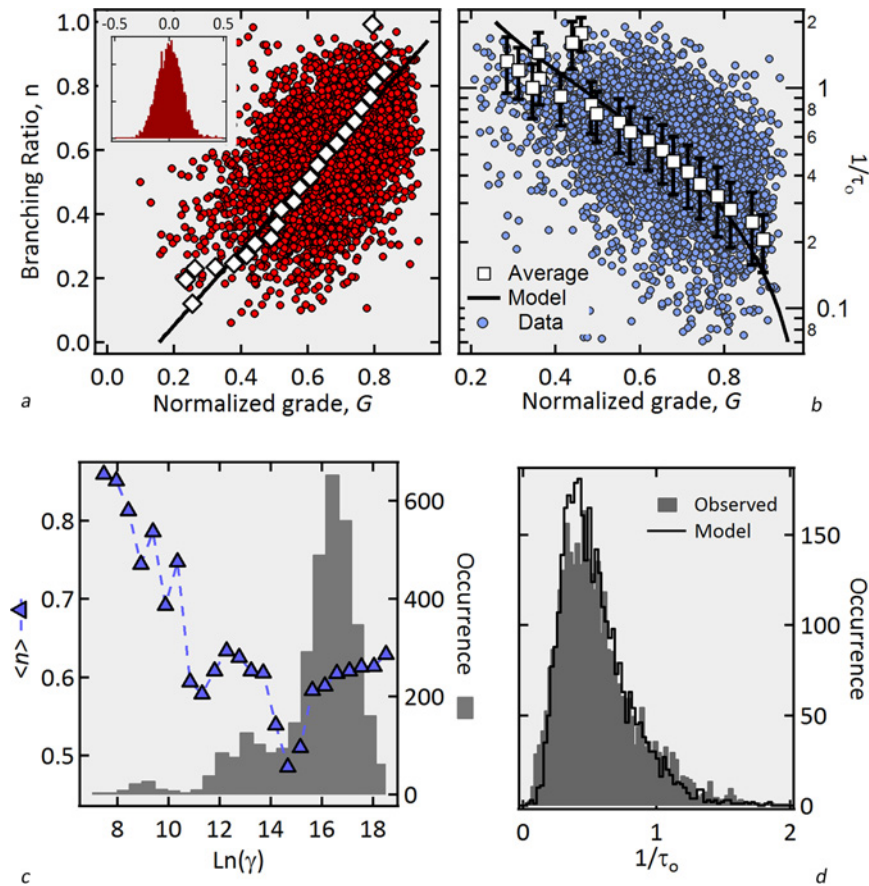 -0.5 0.0 0.5
1.0
0.8
0.6
0.4
0.2
0.0
Branching Ratio, n
0.0 0.2 0.4 0.6 0.8
Normalized grade, G
a
Average
Model
Data
2
1
8
6
4
2
0.1
8
1/τo
0.2 0.4 0.6 0.8
Normalized grade, G
b
0.8
0.7
0.6
0.5
<n>
600
400
200
0
Occurrence
8 10 12 14 16 18
Ln(γ)
c
Observed
Model
150
100
50
0
Occurrence
0 1 2
1/τo
d